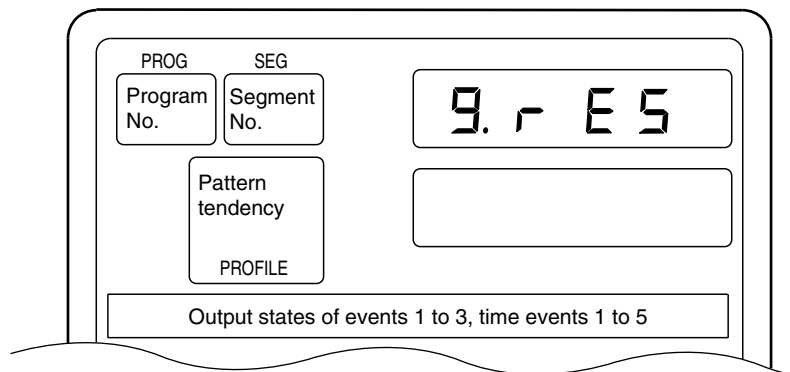 PROG SEG
Program No.
Segment No.
9. r E S
Pattern tendency
PROFILE
Output states of events 1 to 3, time events 1 to 5